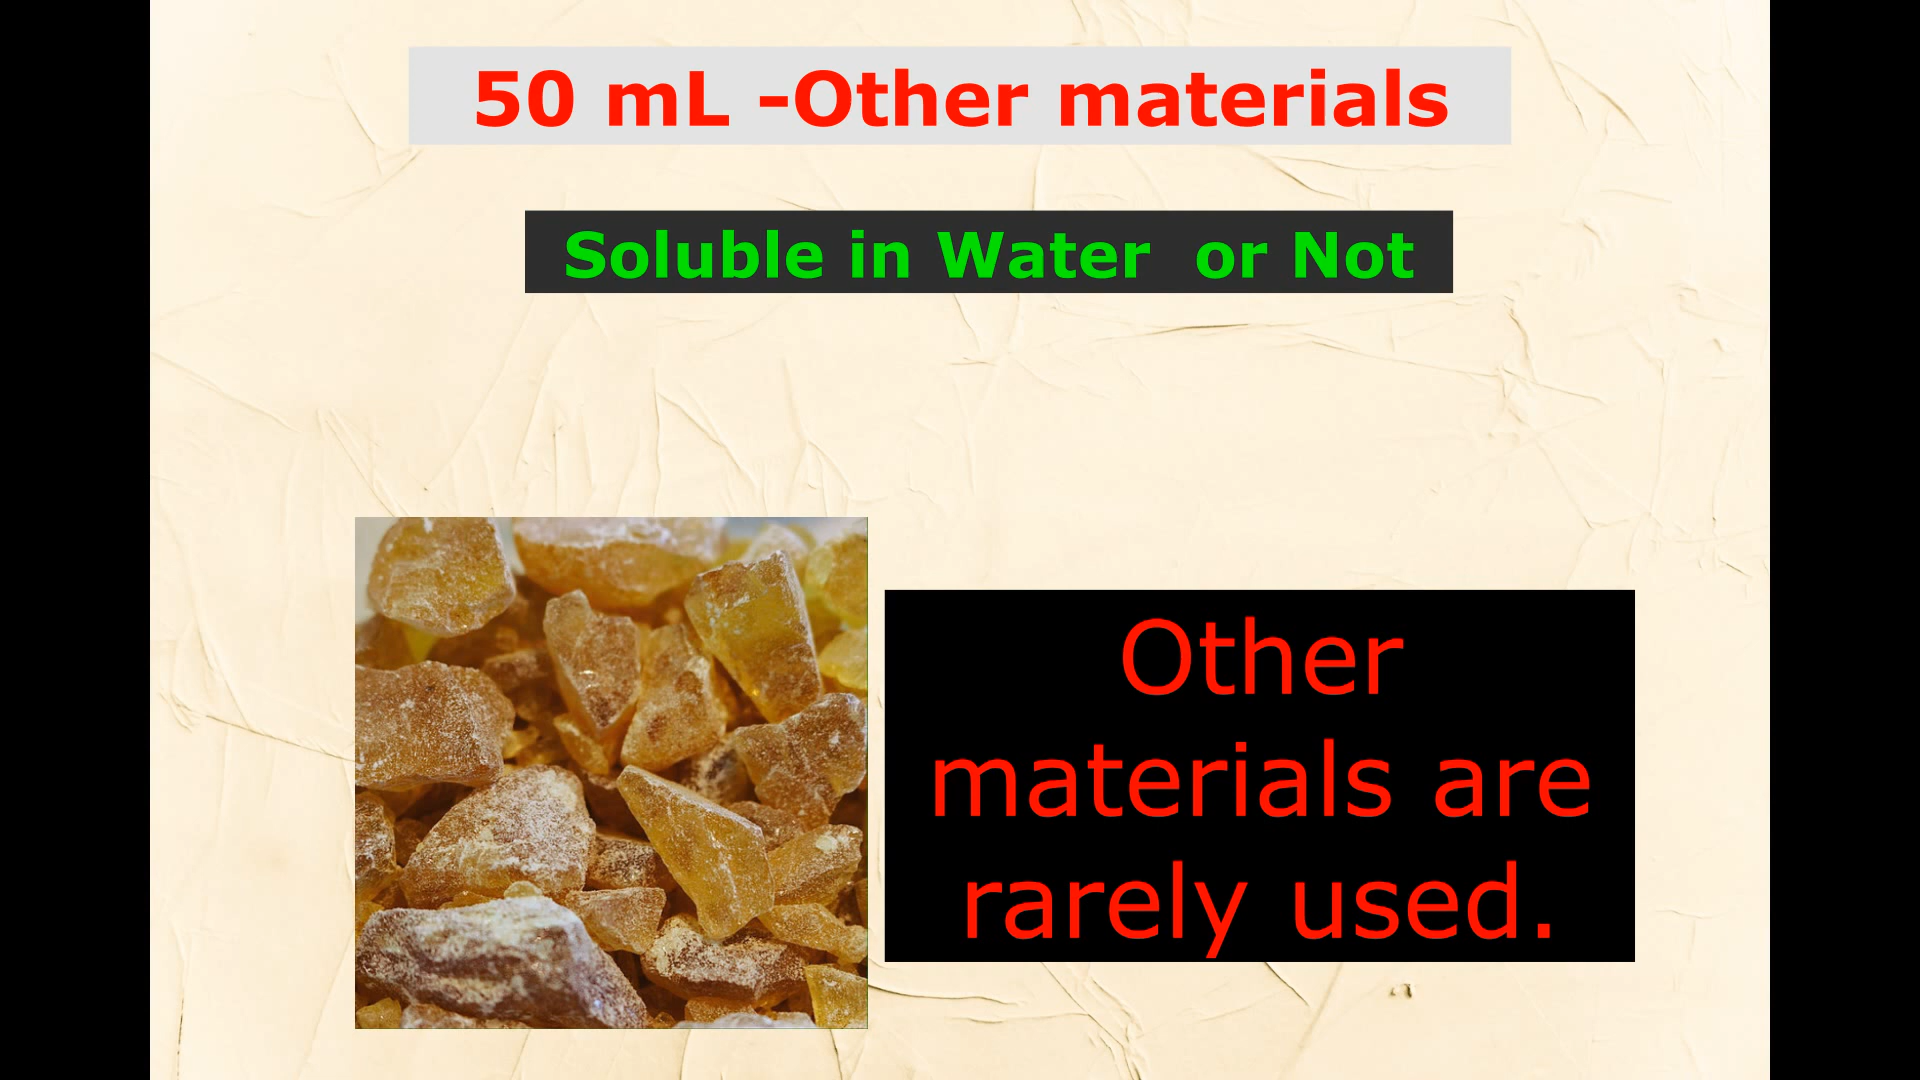 50 mL -Other materials
Soluble in Water  or Not
Other
materials are
rarely used.